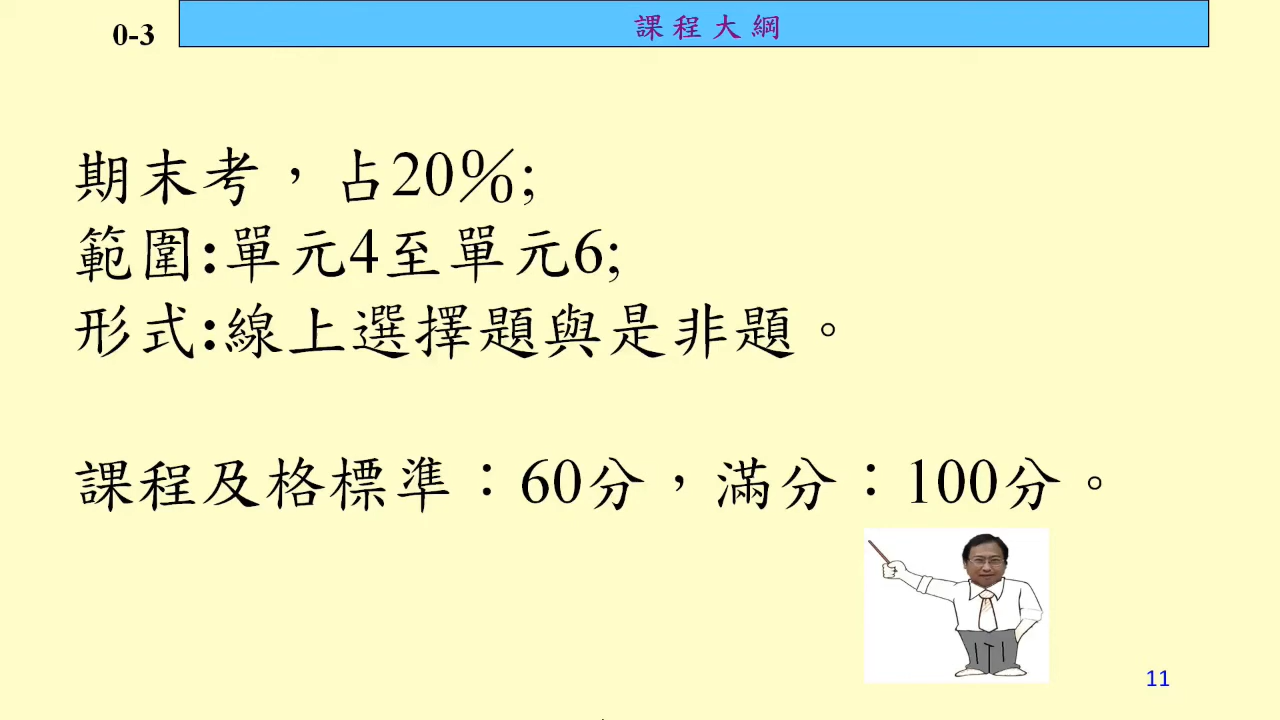 0-3
課程大綱
期末考，占20％;
範圍:單元4至單元6;
形式:線上選擇題與是非題。
課程及格標準：60分，滿分：100分。
11